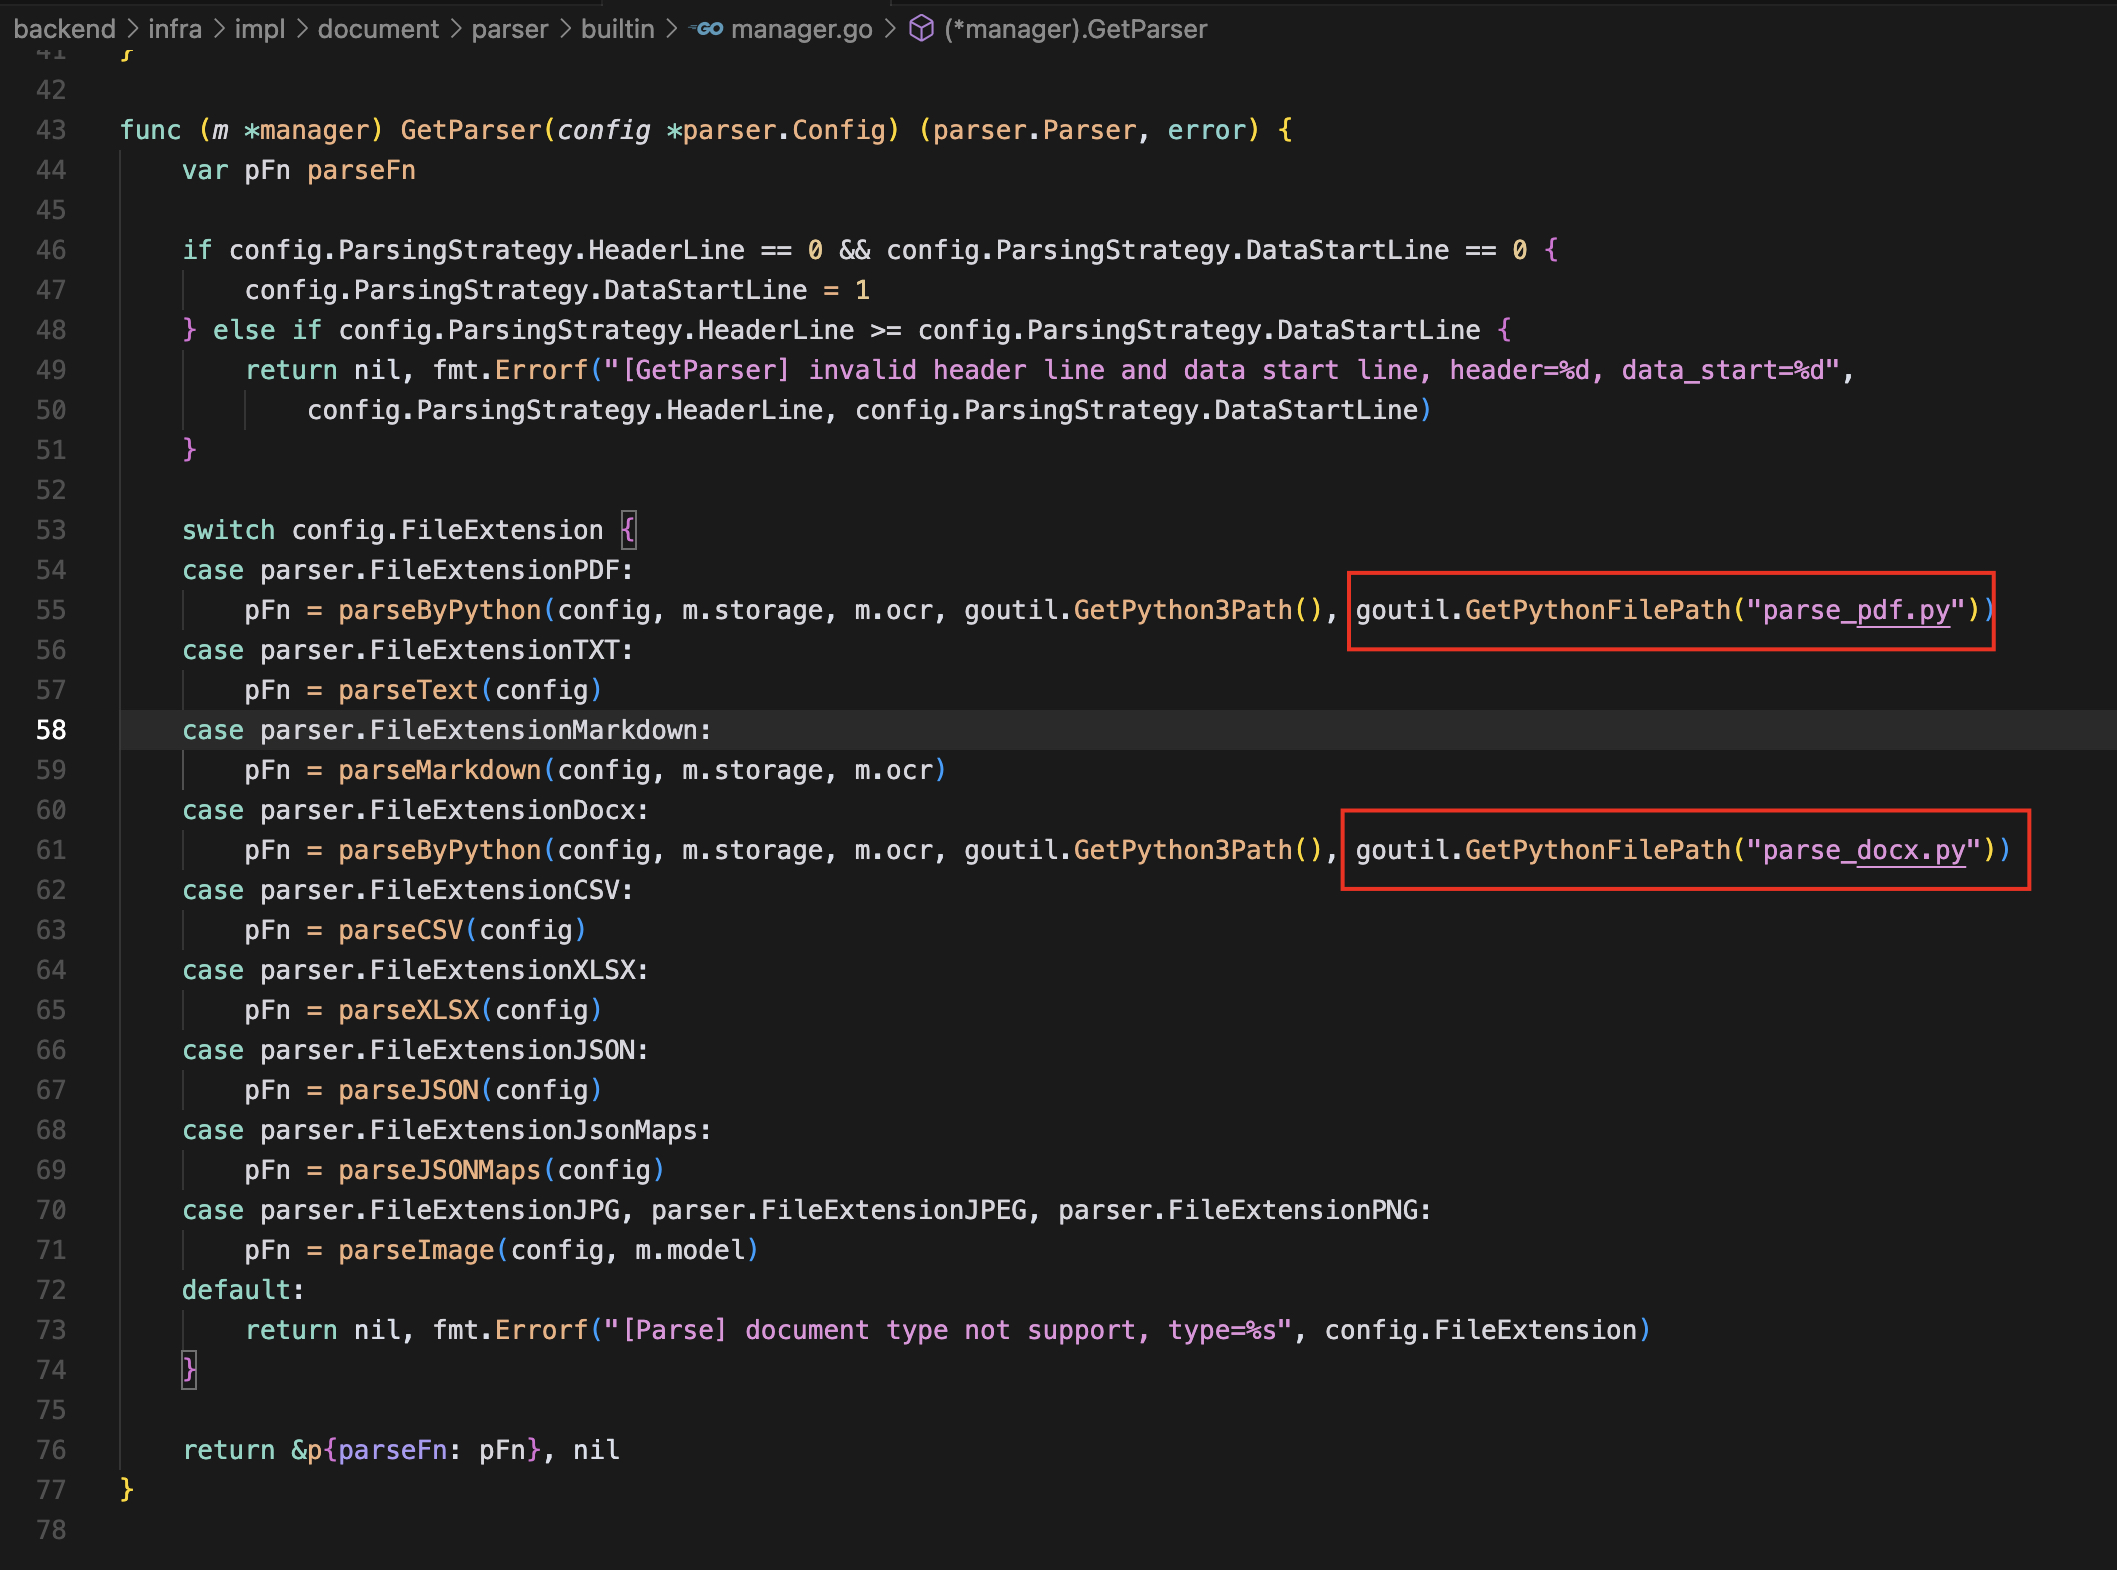 backend > infra > impl > document > parser > builtin > GO manager.go > (*manager).GetParser
41 }
42
43 func (m *manager) GetParser(config *parser.Config) (parser.Parser, error) {
44     var pFn parseFn
45
46     if config.ParsingStrategy.HeaderLine == 0 && config.ParsingStrategy.DataStartLine == 0 {
47         config.ParsingStrategy.DataStartLine = 1
48     } else if config.ParsingStrategy.HeaderLine >= config.ParsingStrategy.DataStartLine {
49         return nil, fmt.Errorf("[GetParser] invalid header line and data start line, header=%d, data_start=%d",
50             config.ParsingStrategy.HeaderLine, config.ParsingStrategy.DataStartLine)
51     }
52
53     switch config.FileExtension {
54     case parser.FileExtensionPDF:
55         pFn = parseByPython(config, m.storage, m.ocr, goutil.GetPython3Path(), goutil.GetPythonFilePath("parse_pdf.py"))
56     case parser.FileExtensionTXT:
57         pFn = parseText(config)
58     case parser.FileExtensionMarkdown:
59         pFn = parseMarkdown(config, m.storage, m.ocr)
60     case parser.FileExtensionDocx:
61         pFn = parseByPython(config, m.storage, m.ocr, goutil.GetPython3Path(), goutil.GetPythonFilePath("parse_docx.py"))
62     case parser.FileExtensionCSV:
63         pFn = parseCSV(config)
64     case parser.FileExtensionXLSX:
65         pFn = parseXLSX(config)
66     case parser.FileExtensionJSON:
67         pFn = parseJSON(config)
68     case parser.FileExtensionJsonMaps:
69         pFn = parseJSONMaps(config)
70     case parser.FileExtensionJPG, parser.FileExtensionJPEG, parser.FileExtensionPNG:
71         pFn = parseImage(config, m.model)
72     default:
73         return nil, fmt.Errorf("[Parse] document type not support, type=%s", config.FileExtension)
74     }
75
76     return &p{parseFn: pFn}, nil
77 }
78